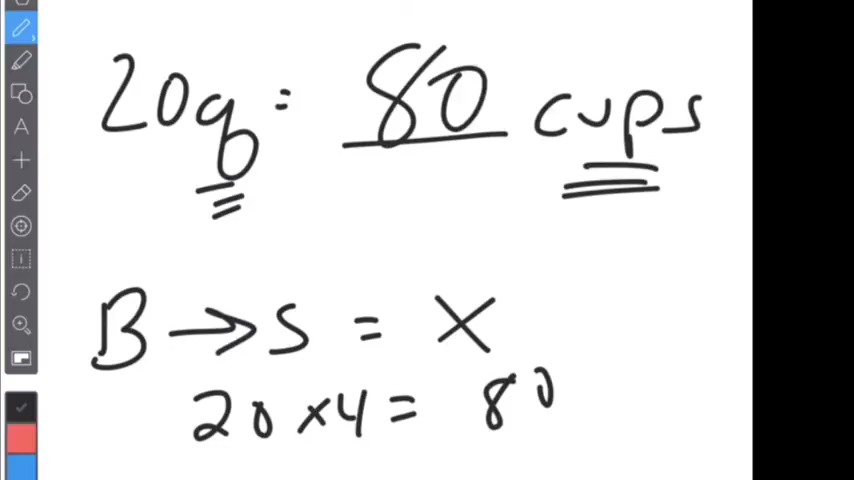 20q = 80 cups
B → S = X
20 x 4 = 80